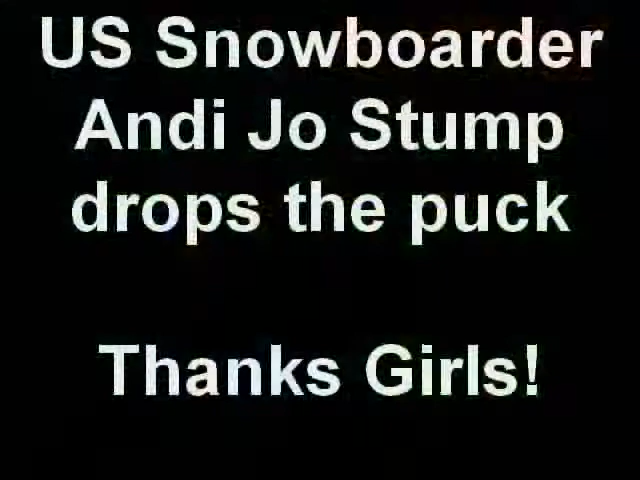 US Snowboarder
Andi Jo Stump
drops the puck
Thanks Girls!